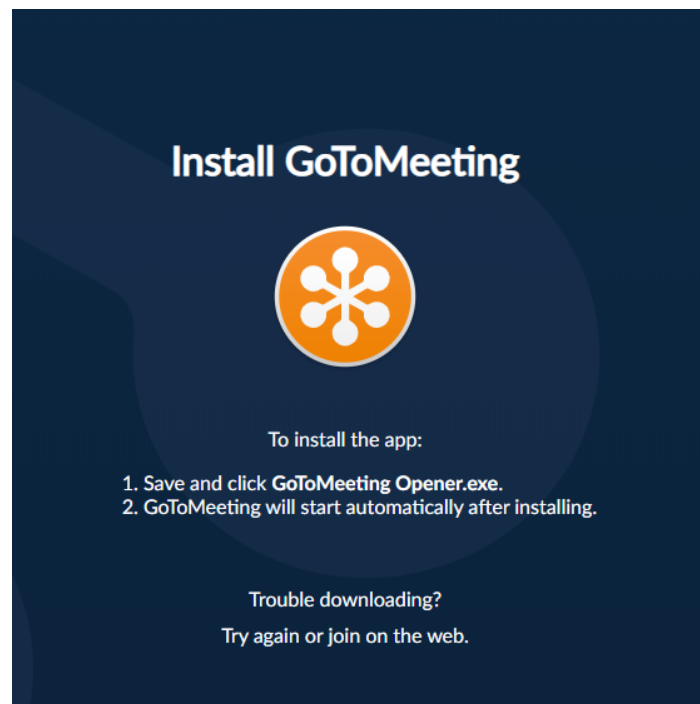 Install GoToMeeting
To install the app:
1. Save and click GoToMeeting Opener.exe.
2. GoToMeeting will start automatically after installing.
Trouble downloading?
Try again or join on the web.